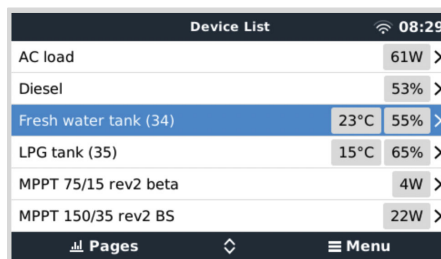 Device List 08:29
AC load 61W
Diesel 53%
Fresh water tank (34) 23°C 55%
LPG tank (35) 15°C 65%
MPPT 75/15 rev2 beta 4W
MPPT 150/35 rev2 BS 22W
Pages Menu